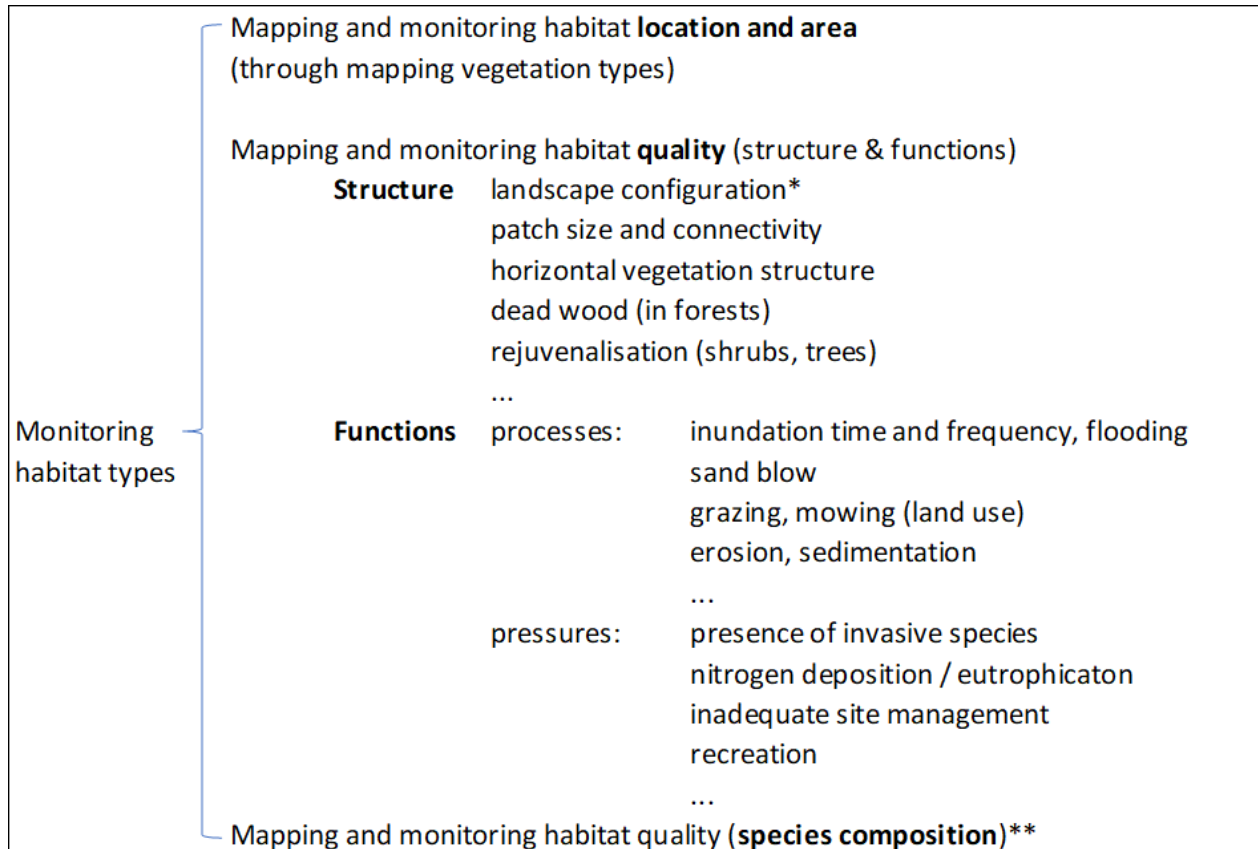 Mapping and monitoring habitat location and area
(through mapping vegetation types)
Mapping and monitoring habitat quality (structure & functions)
Structure landscape configuration*
patch size and connectivity
horizontal vegetation structure
dead wood (in forests)
rejuvenalisation (shrubs, trees)
...
Monitoring habitat types
Functions processes: inundation time and frequency, flooding
sand blow
grazing, mowing (land use)
erosion, sedimentation
...
pressures: presence of invasive species
nitrogen deposition / eutrophicaton
inadequate site management
recreation
...
Mapping and monitoring habitat quality (species composition)**